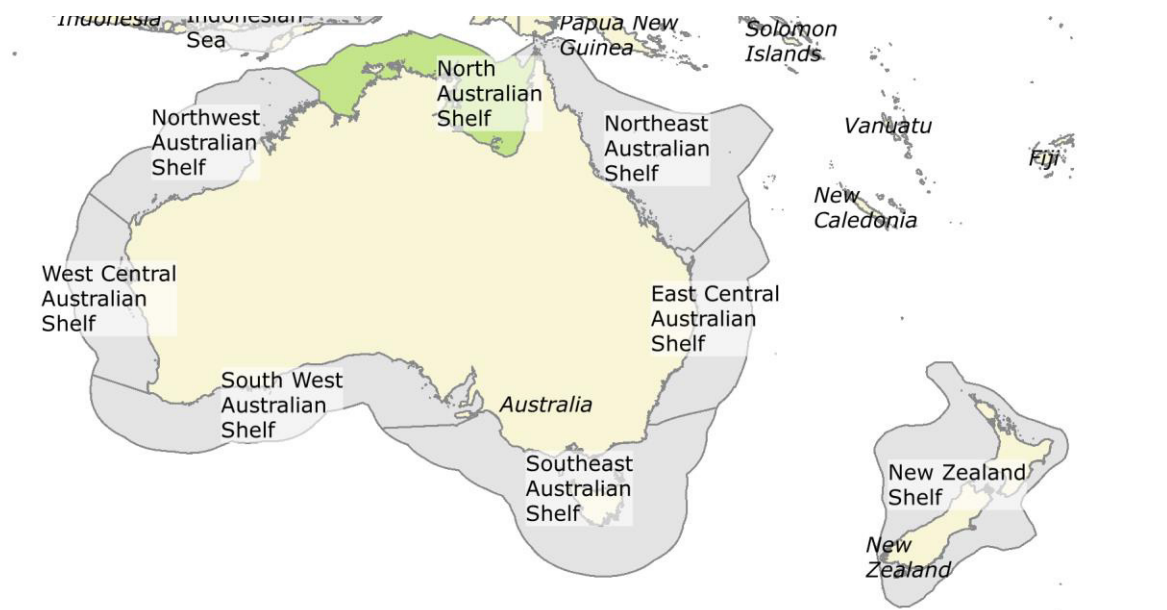 Indonesia
Indonesian
Sea
Papua New
Guinea
Solomon
Islands
North
Australian
Shelf
Northwest
Australian
Shelf
Northeast
Australian
Shelf
Vanuatu
Fiji
New
Caledonia
West Central
Australian
Shelf
East Central
Australian
Shelf
South West
Australian
Shelf
Australia
Southeast
Australian
Shelf
New Zealand
Shelf
New
Zealand